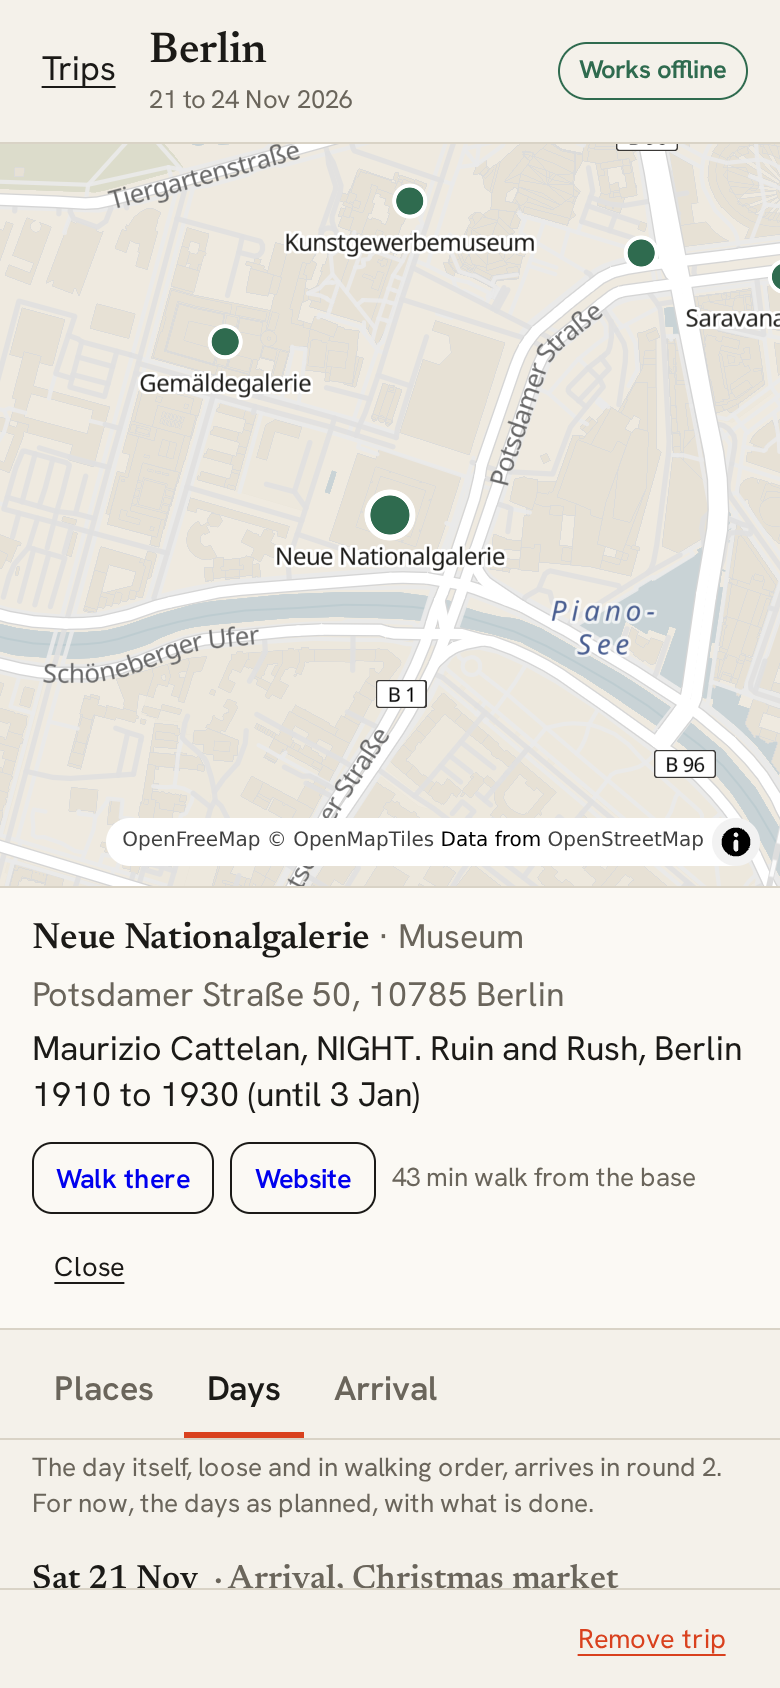 Trips
Berlin
21 to 24 Nov 2026
Works offline
Tiergartenstraße
Kunstgewerbemuseum
Saravana
Gemäldegalerie
Potsdamer Straße
Neue Nationalgalerie
Piano-
See
Schöneberger Ufer
B 1
B 96
er Straße
OpenFreeMap © OpenMapTiles Data from OpenStreetMap
Neue Nationalgalerie · Museum
Potsdamer Straße 50, 10785 Berlin
Maurizio Cattelan, NIGHT. Ruin and Rush, Berlin
1910 to 1930 (until 3 Jan)
Walk there
Website
43 min walk from the base
Close
Places
Days
Arrival
The day itself, loose and in walking order, arrives in round 2.
For now, the days as planned, with what is done.
Sat 21 Nov · Arrival, Christmas market
Remove trip